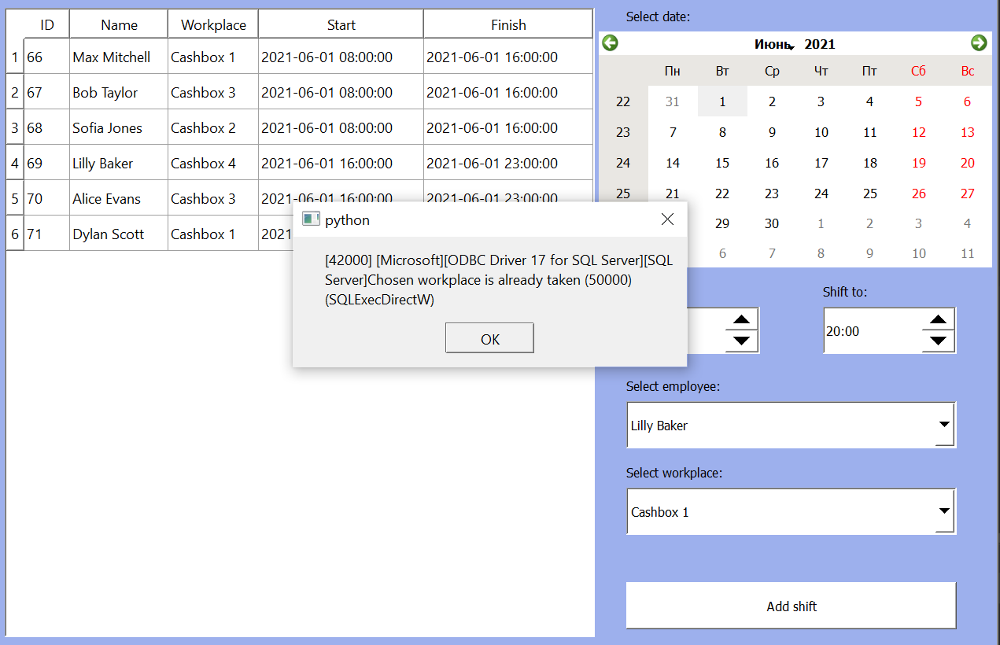 ID Name Workplace Start Finish
1 66 Max Mitchell Cashbox 1 2021-06-01 08:00:00 2021-06-01 16:00:00
2 67 Bob Taylor Cashbox 3 2021-06-01 08:00:00 2021-06-01 16:00:00
3 68 Sofia Jones Cashbox 2 2021-06-01 08:00:00 2021-06-01 16:00:00
4 69 Lilly Baker Cashbox 4 2021-06-01 16:00:00 2021-06-01 23:00:00
5 70 Alice Evans Cashbox 3 2021-06-01 16:00:00 2021-06-01 23:00:00
6 71 Dylan Scott Cashbox 1 2021
python
[42000] [Microsoft][ODBC Driver 17 for SQL Server][SQL
Server]Chosen workplace is already taken (50000)
(SQLExecDirectW)
OK
Select date:
Июнь 2021
Пн Вт Ср Чт Пт Сб Вс
22 31 1 2 3 4 5 6
23 7 8 9 10 11 12 13
24 14 15 16 17 18 19 20
25 21 22 23 24 25 26 27
29 30 1 2 3 4
6 7 8 9 10 11
Shift to:
20:00
Select employee:
Lilly Baker
Select workplace:
Cashbox 1
Add shift